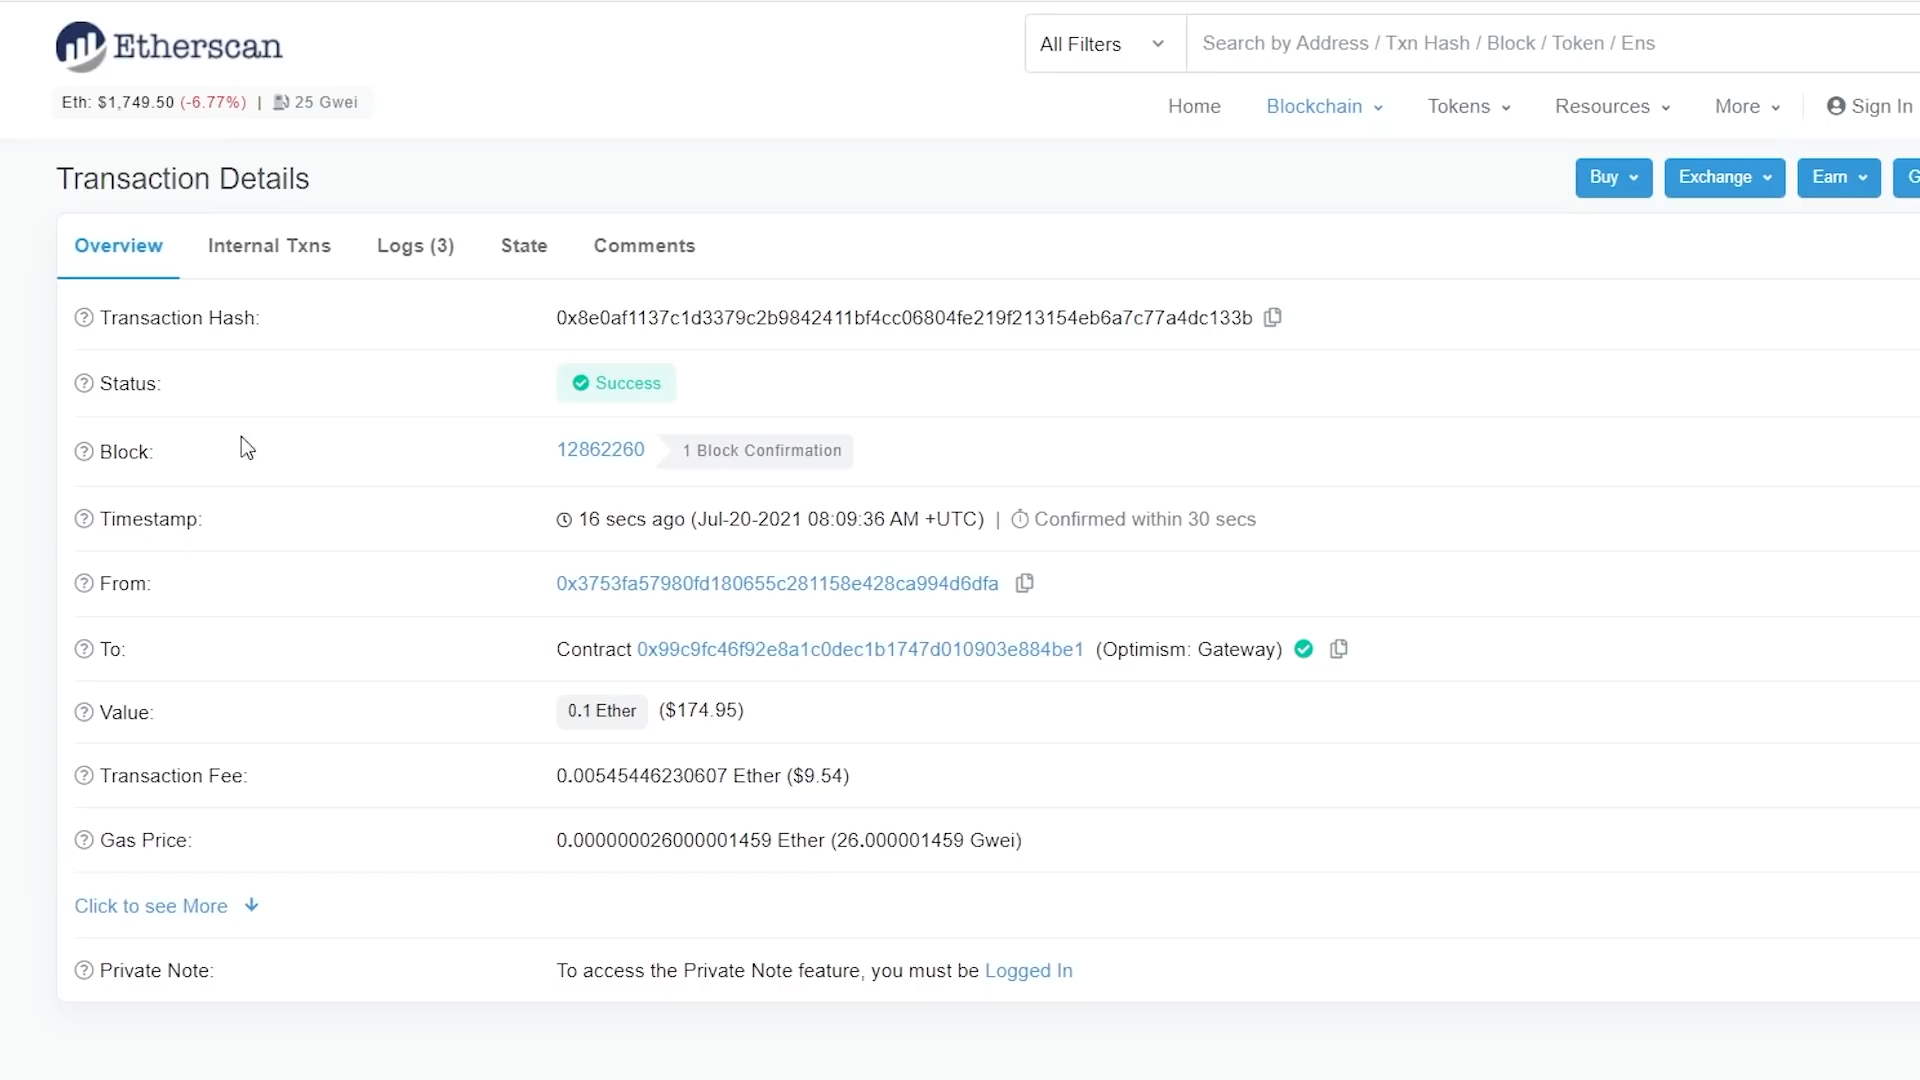 Etherscan
All Filters
Search by Address / Txn Hash / Block / Token / Ens
Eth: $1,749.50 (-6.77%) | 25 Gwei
Home Blockchain Tokens Resources More Sign In
Transaction Details
Buy Exchange Earn
Overview Internal Txns Logs (3) State Comments
Transaction Hash: 0x8e0af1137c1d3379c2b9842411bf4cc06804fe219f213154eb6a7c77a4dc133b
Status: Success
Block: 12862260 1 Block Confirmation
Timestamp: 16 secs ago (Jul-20-2021 08:09:36 AM +UTC) | Confirmed within 30 secs
From: 0x3753fa57980fd180655c281158e428ca994d6dfa
To: Contract 0x99c9fc46f92e8a1c0dec1b1747d010903e884be1 (Optimism: Gateway)
Value: 0.1 Ether ($174.95)
Transaction Fee: 0.00545446230607 Ether ($9.54)
Gas Price: 0.000000026000001459 Ether (26.000001459 Gwei)
Click to see More
Private Note: To access the Private Note feature, you must be Logged In